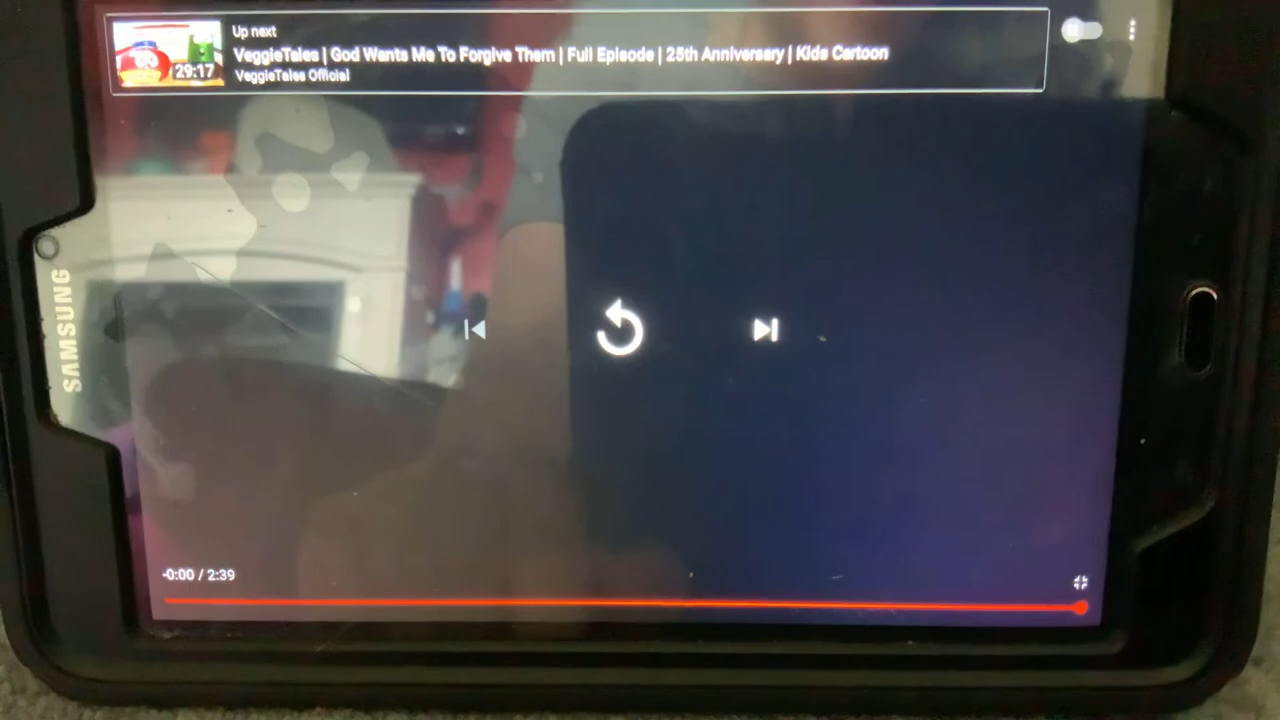 Up next
VeggieTales | God Wants Me To Forgive Them | Full Episode | 25th Anniversary | Kids Cartoon
29:17
VeggieTales Official
SAMSUNG
-0:00 / 2:39